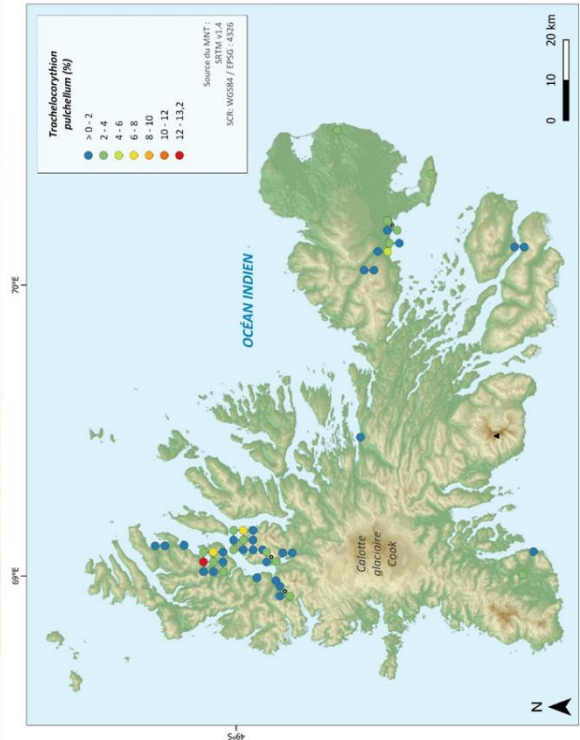 Trachelocorythion
pulchellum (%)
> 0 - 2
2 - 4
4 - 6
6 - 8
8 - 10
10 - 12
12 - 13,2
Source du MNT :
SRTM v1.4
SCR: WGS84 / EPSG : 4326
0 10 20 km
OCÉAN INDIEN
70°E
69°E
49°S
Calotte
glaciaire
Cook
N